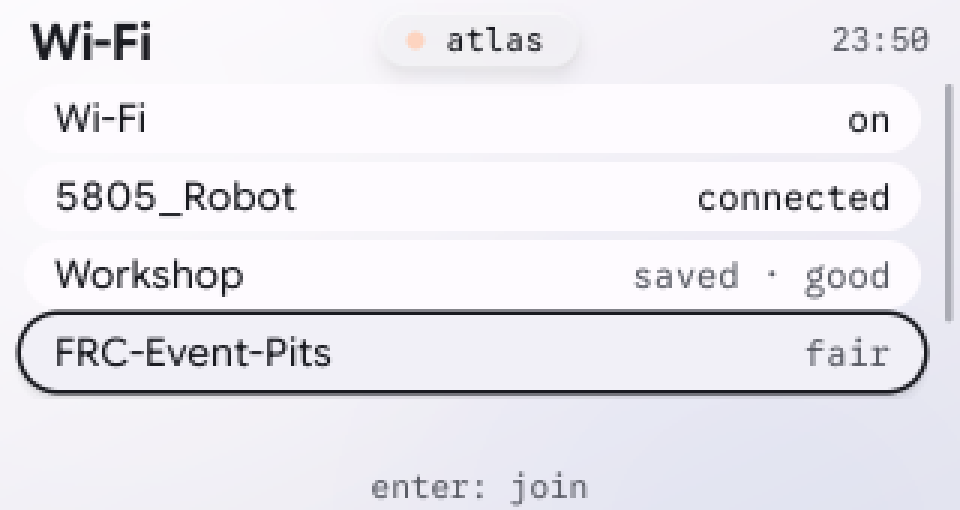 Wi-Fi atlas 23:50
Wi-Fi on
5805_Robot connected
Workshop saved · good
FRC-Event-Pits fair
enter: join